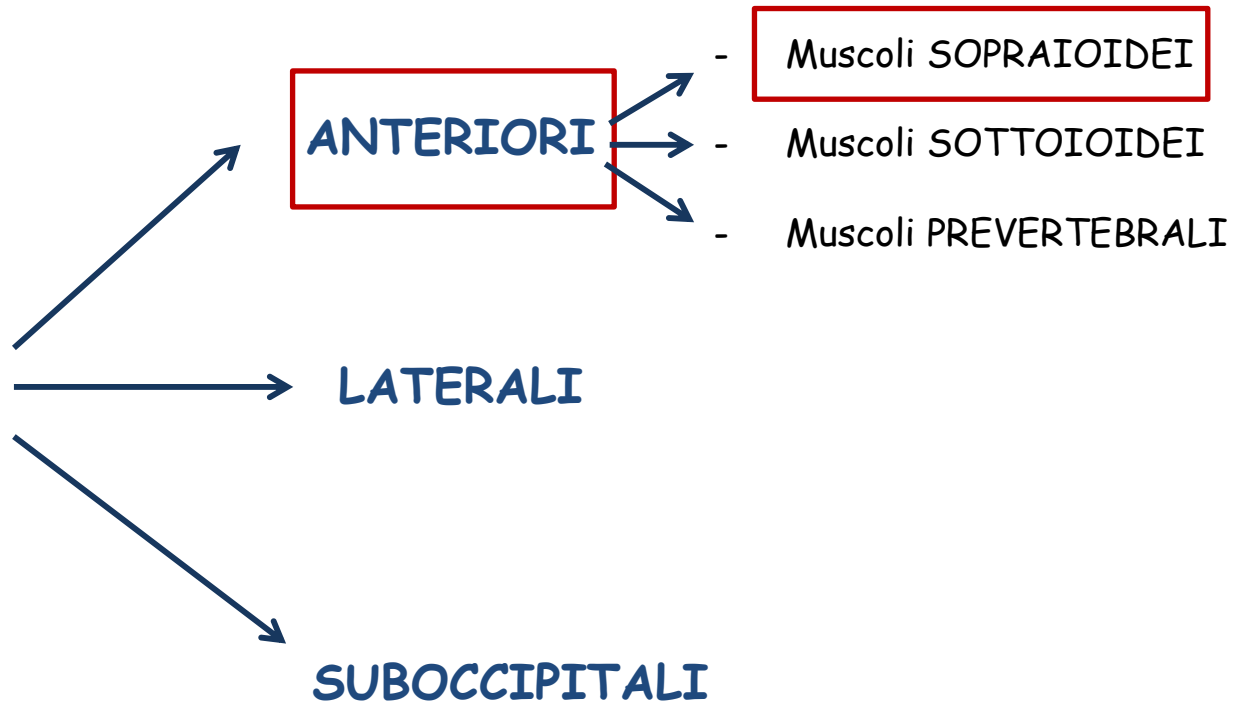 - Muscoli SOPRAIOIDEI
ANTERIORI
- Muscoli SOTTOIOIDEI
- Muscoli PREVERTEBRALI
LATERALI
SUBOCCIPITALI